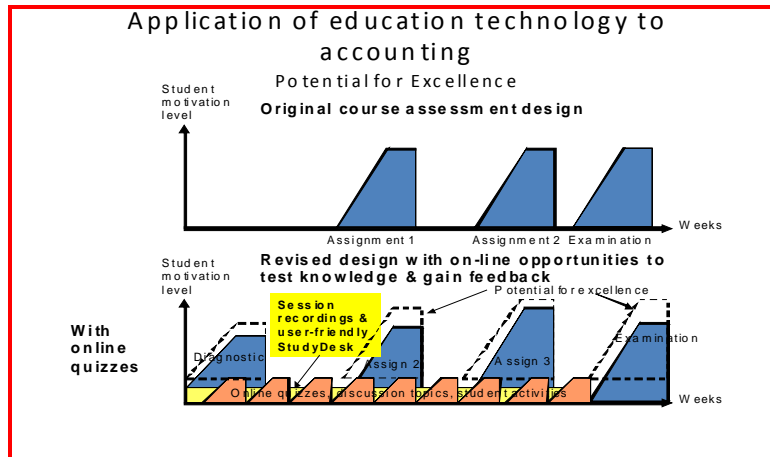 Application of education technology to
accounting
Potential for Excellence
Student
motivation
level
Original course assessment design
Weeks
Assignment 1
Assignment 2
Examination
Revised design with on-line opportunities to
test knowledge & gain feedback
Student
motivation
level
Potential for excellence
Session
recordings &
user-friendly
StudyDesk
With
online
quizzes
Diagnostic
Assign 2
Assign 3
Examination
Online quizzes, discussion topics, student activities
Weeks